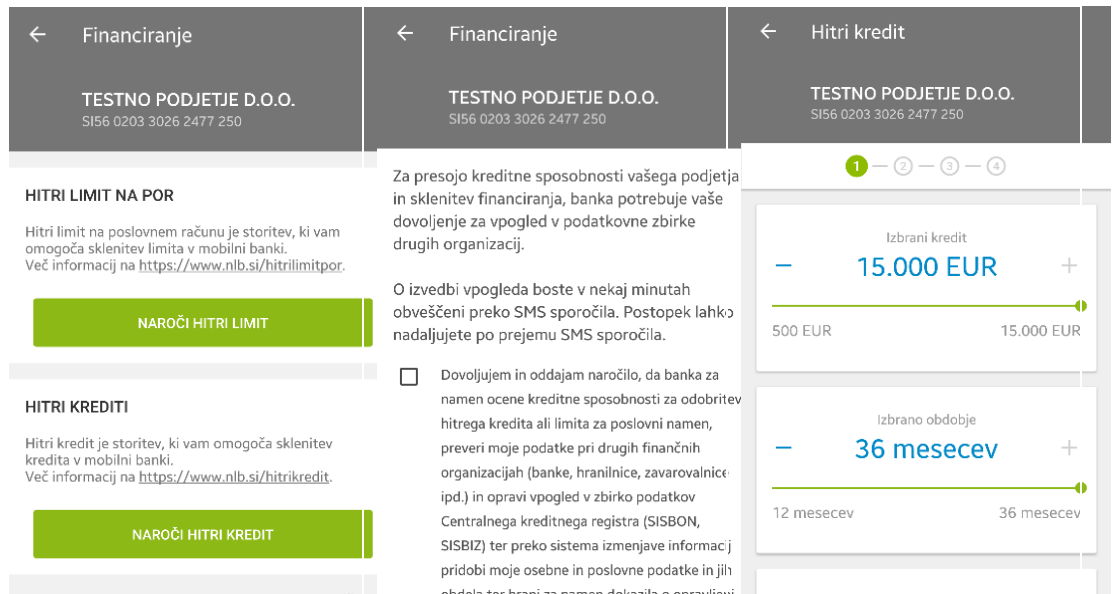 Financiranje
TESTNO PODJETJE D.O.O.
SI56 0203 3026 2477 250
HITRI LIMIT NA POR
Hitri limit na poslovnem računu je storitev, ki vam
omogoča sklenitev limita v mobilni banki.
Več informacij na https://www.nlb.si/hitrilimitpor.
NAROČI HITRI LIMIT
HITRI KREDITI
Hitri kredit je storitev, ki vam omogoča sklenitev
kredita v mobilni banki.
Več informacij na https://www.nlb.si/hitrikredit.
NAROČI HITRI KREDIT
Financiranje
TESTNO PODJETJE D.O.O.
SI56 0203 3026 2477 250
Za presojo kreditne sposobnosti vašega podjetja
in sklenitev financiranja, banka potrebuje vaše
dovoljenje za vpogled v podatkovne zbirke
drugih organizacij.
O izvedbi vpogleda boste v nekaj minutah
obveščeni preko SMS sporočila. Postopek lahko
nadaljujete po prejemu SMS sporočila.
Dovoljujem in oddajam naročilo, da banka za
namen ocene kreditne sposobnosti za odobritev
hitrega kredita ali limita za poslovni namen,
preveri moje podatke pri drugih finančnih
organizacijah (banke, hranilnice, zavarovalnice
ipd.) in opravi vpogled v zbirko podatkov
Centralnega kreditnega registra (SISBON,
SISBIZ) ter preko sistema izmenjave informacij
pridobi moje osebne in poslovne podatke in jih
Hitri kredit
TESTNO PODJETJE D.O.O.
SI56 0203 3026 2477 250
1 2 3 4
Izbrani kredit
− 15.000 EUR +
500 EUR 15.000 EUR
Izbrano obdobje
− 36 mesecev +
12 mesecev 36 mesecev